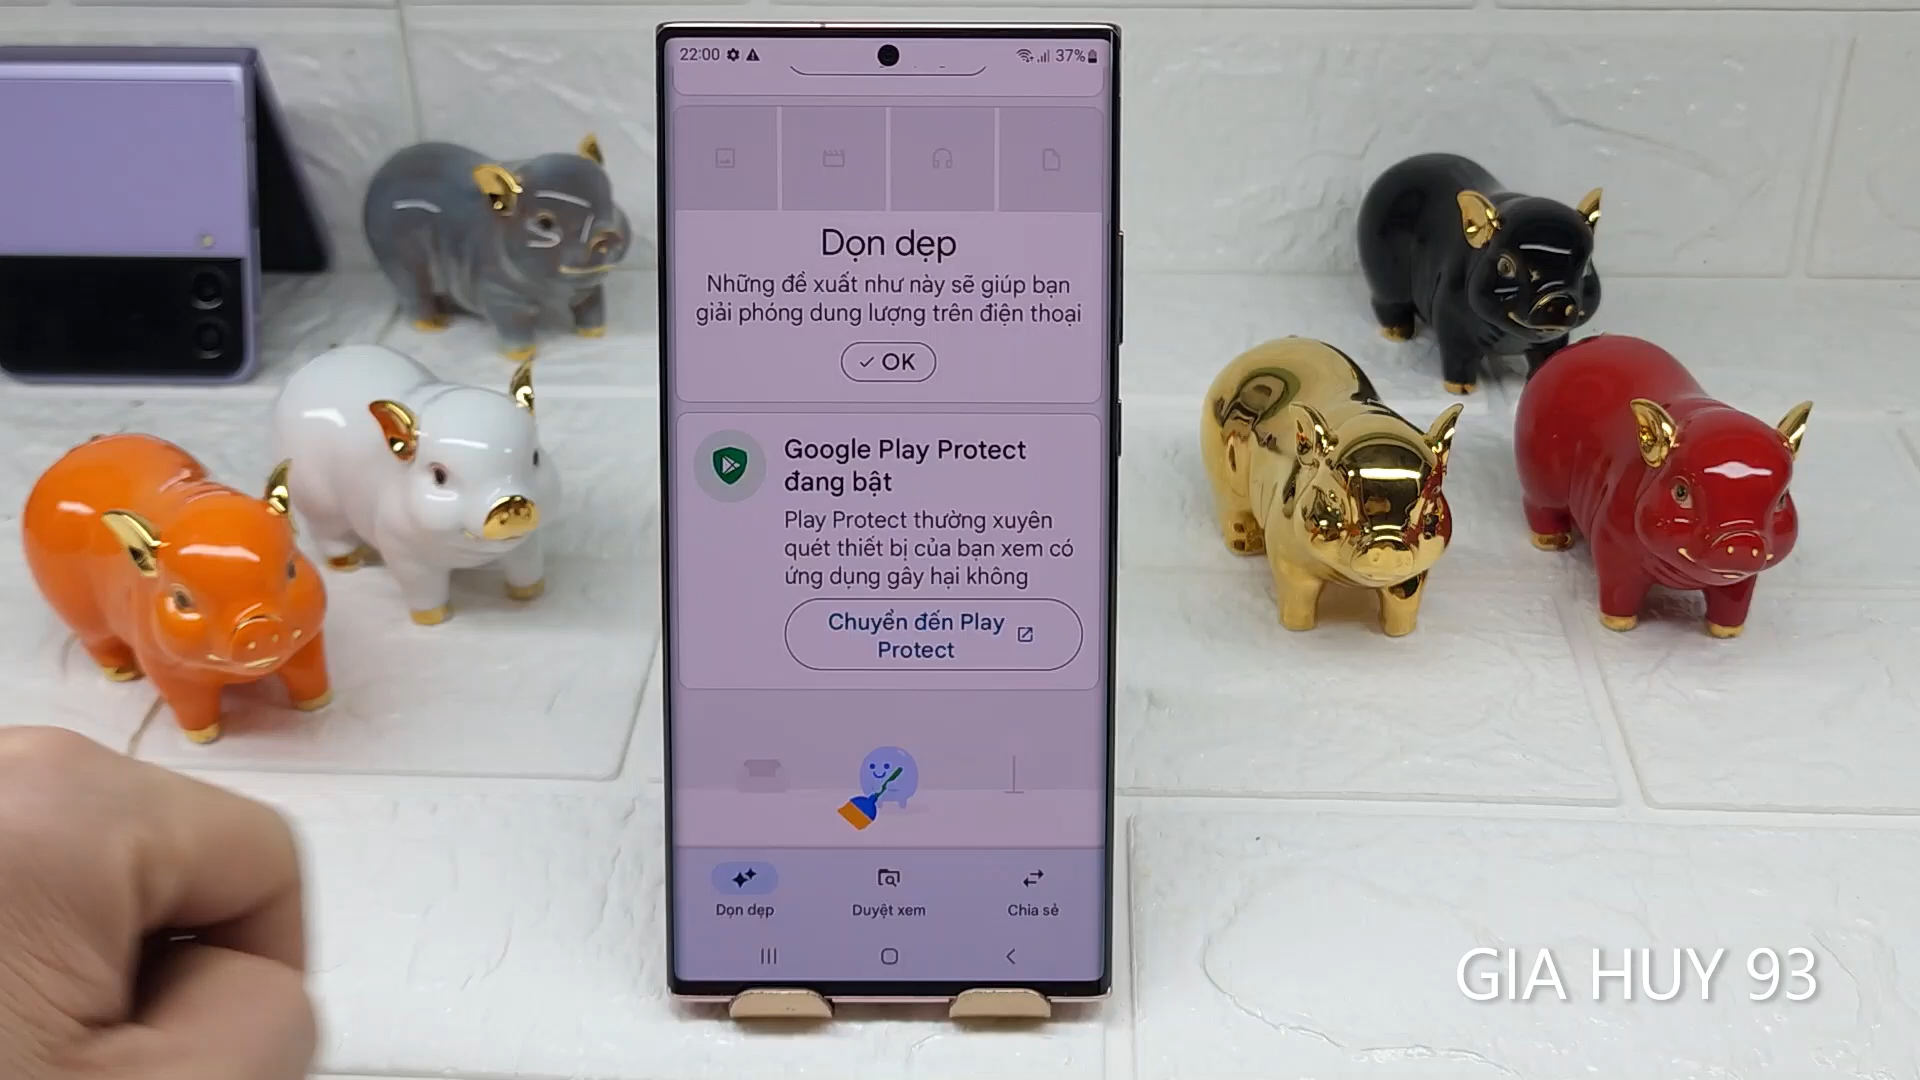 22:00
37%
Dọn dẹp
Những đề xuất như này sẽ giúp bạn
giải phóng dung lượng trên điện thoại
OK
Google Play Protect
đang bật
Play Protect thường xuyên
quét thiết bị của bạn xem có
ứng dụng gây hại không
Chuyển đến Play
Protect
Dọn dẹp
Duyệt xem
Chia sẻ
GIA HUY 93